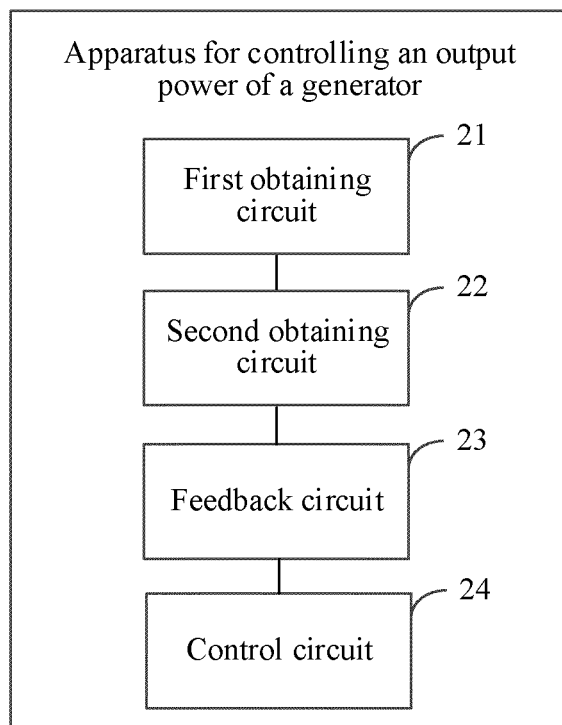 Apparatus for controlling an output
power of a generator
21
First obtaining
circuit
22
Second obtaining
circuit
23
Feedback circuit
24
Control circuit